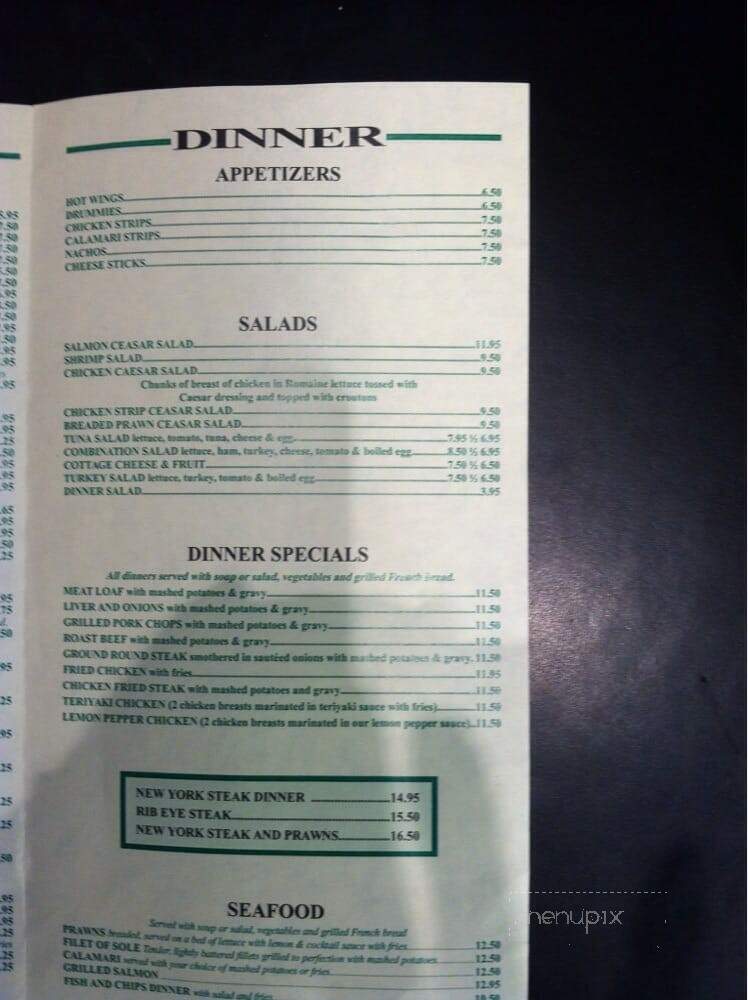 DINNER
APPETIZERS
HOT WINGS 6.50
DRUMMIES 6.50
CHICKEN STRIPS 7.50
CALAMARI STRIPS 7.50
NACHOS 7.50
CHEESE STICKS 7.50
SALADS
SALMON CEASAR SALAD 11.95
SHRIMP SALAD 9.50
CHICKEN CAESAR SALAD 9.50
Chunks of breast of chicken in Romaine lettuce tossed with
Caesar dressing and topped with croutons
CHICKEN STRIP CEASAR SALAD 9.50
BREADED PRAWN CEASAR SALAD 9.50
TUNA SALAD lettuce, tomato, tuna, cheese & egg 7.95 ½ 6.95
COMBINATION SALAD lettuce, ham, turkey, cheese, tomato & boiled egg 8.50 ½ 6.95
COTTAGE CHEESE & FRUIT 7.50 ½ 6.50
TURKEY SALAD lettuce, turkey, tomato & boiled egg 7.50 ½ 6.50
DINNER SALAD 3.95
DINNER SPECIALS
All dinners served with soup or salad, vegetables and grilled French bread.
MEAT LOAF with mashed potatoes & gravy 11.50
LIVER AND ONIONS with mashed potatoes & gravy 11.50
GRILLED PORK CHOPS with mashed potatoes & gravy 11.50
ROAST BEEF with mashed potatoes & gravy 11.50
GROUND ROUND STEAK smothered in sautéed onions with mashed potatoes & gravy. 11.50
FRIED CHICKEN with fries 11.95
CHICKEN FRIED STEAK with mashed potatoes and gravy 11.50
TERIYAKI CHICKEN (2 chicken breasts marinated in teriyaki sauce with fries) 11.50
LEMON PEPPER CHICKEN (2 chicken breasts marinated in our lemon pepper sauce) 11.50
NEW YORK STEAK DINNER 14.95
RIB EYE STEAK 15.50
NEW YORK STEAK AND PRAWNS 16.50
SEAFOOD
Served with soup or salad, vegetables and grilled French bread
PRAWNS breaded, served on a bed of lettuce with lemon & cocktail sauce with fries 12.50
FILET OF SOLE Tender, lightly battered fillets grilled to perfection with mashed potatoes 12.50
CALAMARI served with your choice of mashed potatoes or fries 12.50
GRILLED SALMON 12.95
FISH AND CHIPS DINNER with salad and fries 10.50
menupix